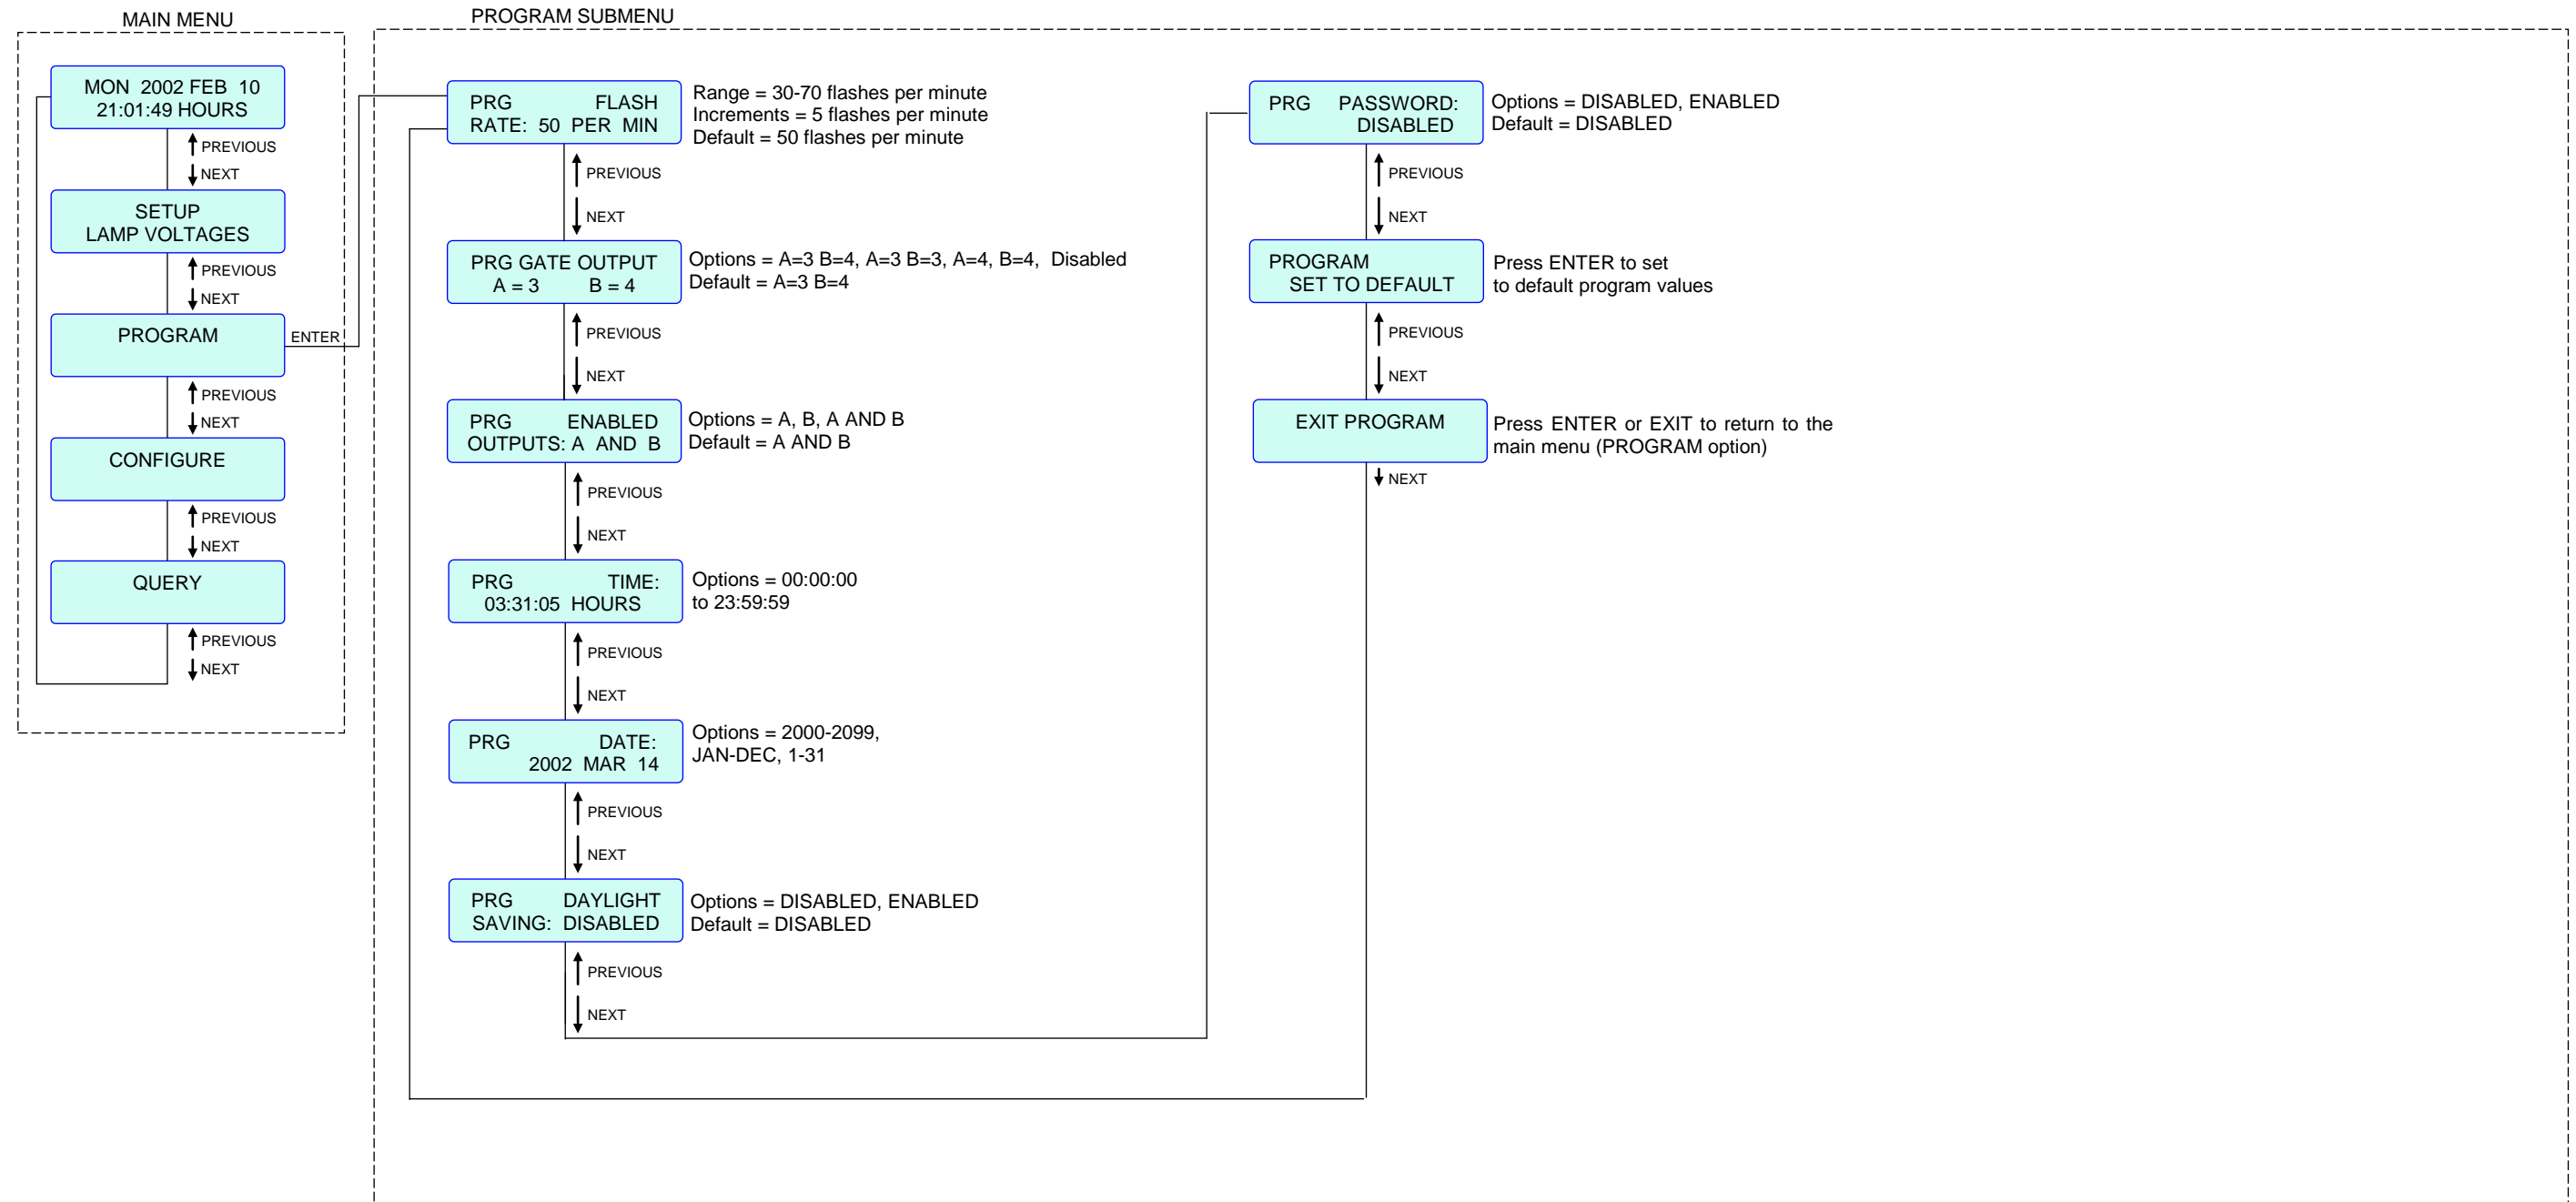 MAIN MENU
MON 2002 FEB 10
21:01:49 HOURS
PREVIOUS
NEXT
SETUP
LAMP VOLTAGES
PREVIOUS
NEXT
PROGRAM
ENTER
PREVIOUS
NEXT
CONFIGURE
PREVIOUS
NEXT
QUERY
PREVIOUS
NEXT
PROGRAM SUBMENU
PRG FLASH
RATE: 50 PER MIN
Range = 30-70 flashes per minute
Increments = 5 flashes per minute
Default = 50 flashes per minute
PREVIOUS
NEXT
PRG GATE OUTPUT
A = 3 B = 4
Options = A=3 B=4, A=3 B=3, A=4, B=4, Disabled
Default = A=3 B=4
PREVIOUS
NEXT
PRG ENABLED
OUTPUTS: A AND B
Options = A, B, A AND B
Default = A AND B
PREVIOUS
NEXT
PRG TIME:
03:31:05 HOURS
Options = 00:00:00
to 23:59:59
PREVIOUS
NEXT
PRG DATE:
2002 MAR 14
Options = 2000-2099,
JAN-DEC, 1-31
PREVIOUS
NEXT
PRG DAYLIGHT
SAVING: DISABLED
Options = DISABLED, ENABLED
Default = DISABLED
PREVIOUS
NEXT
PRG PASSWORD:
DISABLED
Options = DISABLED, ENABLED
Default = DISABLED
PREVIOUS
NEXT
PROGRAM
SET TO DEFAULT
Press ENTER to set
to default program values
PREVIOUS
NEXT
EXIT PROGRAM
Press ENTER or EXIT to return to the
main menu (PROGRAM option)
NEXT